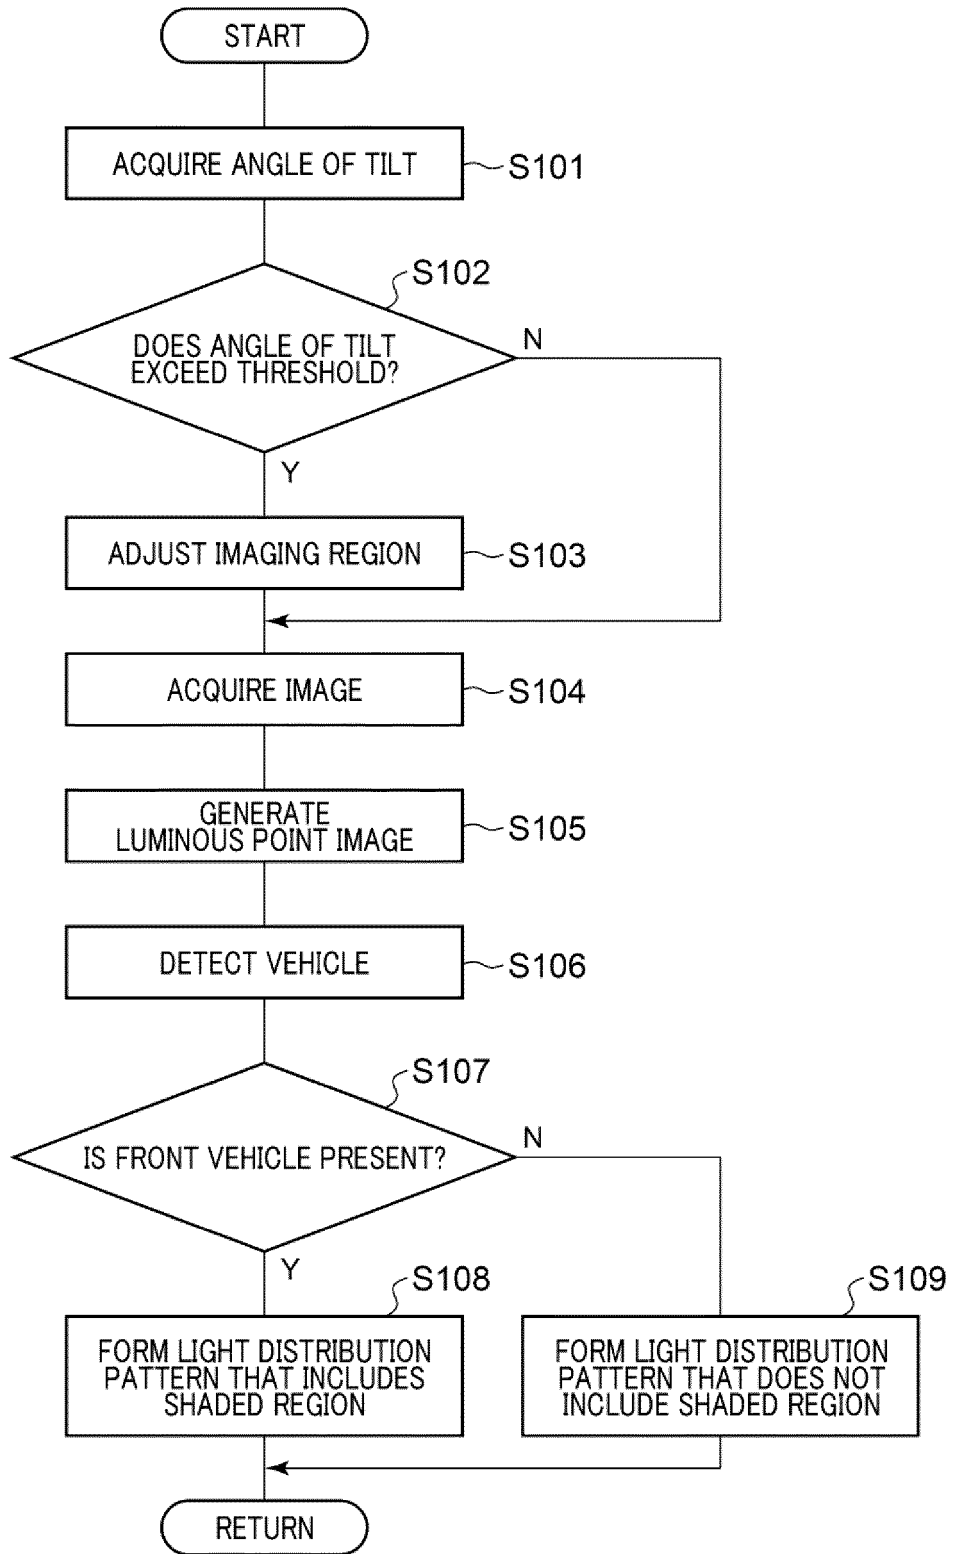 START
ACQUIRE ANGLE OF TILT
S101
S102
DOES ANGLE OF TILT
EXCEED THRESHOLD?
N
Y
ADJUST IMAGING REGION
S103
ACQUIRE IMAGE
S104
GENERATE
LUMINOUS POINT IMAGE
S105
DETECT VEHICLE
S106
S107
IS FRONT VEHICLE PRESENT?
N
Y
S108
FORM LIGHT DISTRIBUTION
PATTERN THAT INCLUDES
SHADED REGION
S109
FORM LIGHT DISTRIBUTION
PATTERN THAT DOES NOT
INCLUDE SHADED REGION
RETURN